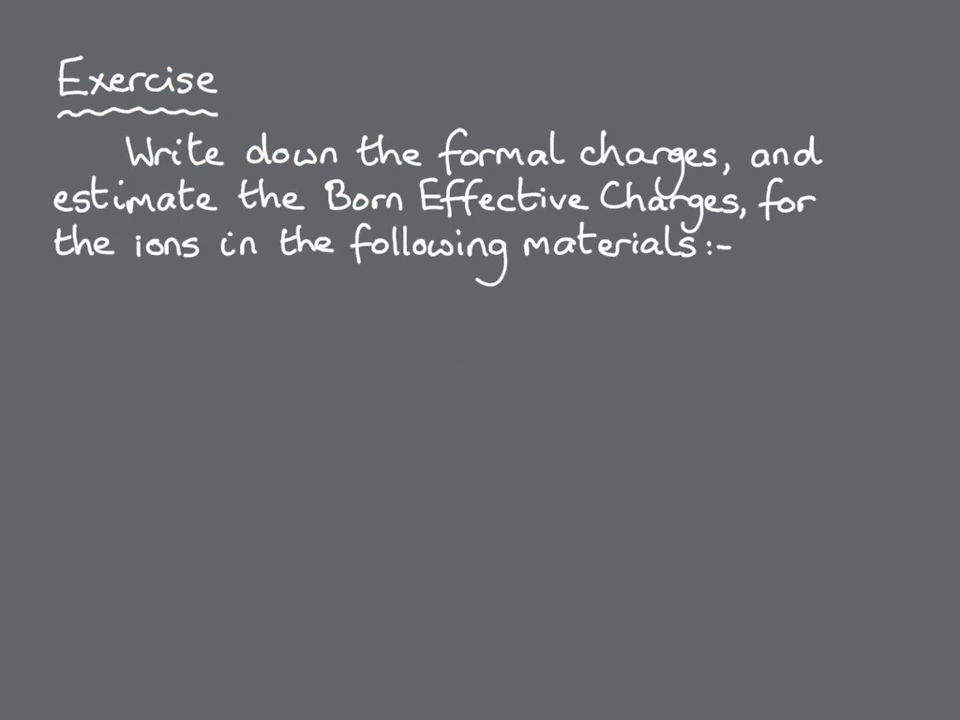 Exercise
Write down the formal charges, and
estimate the Born Effective Charges, for
the ions in the following materials:-